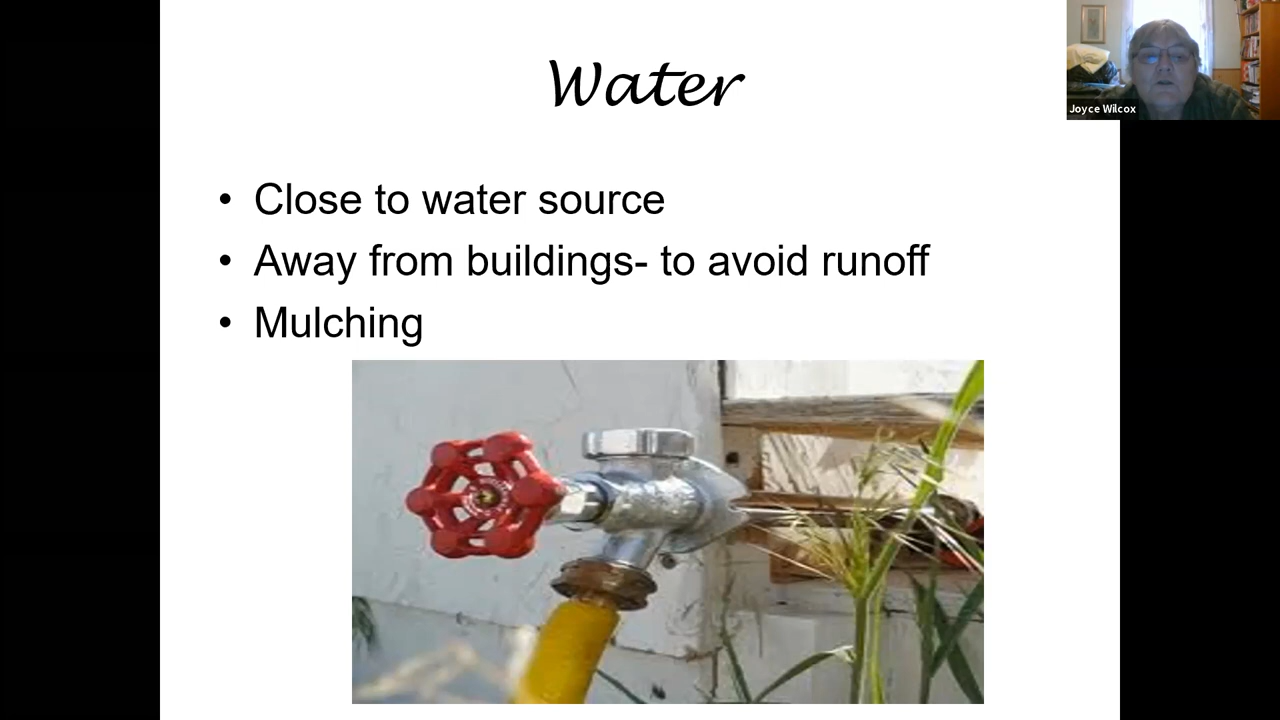 Water
Joyce Wilcox
• Close to water source
• Away from buildings- to avoid runoff
• Mulching